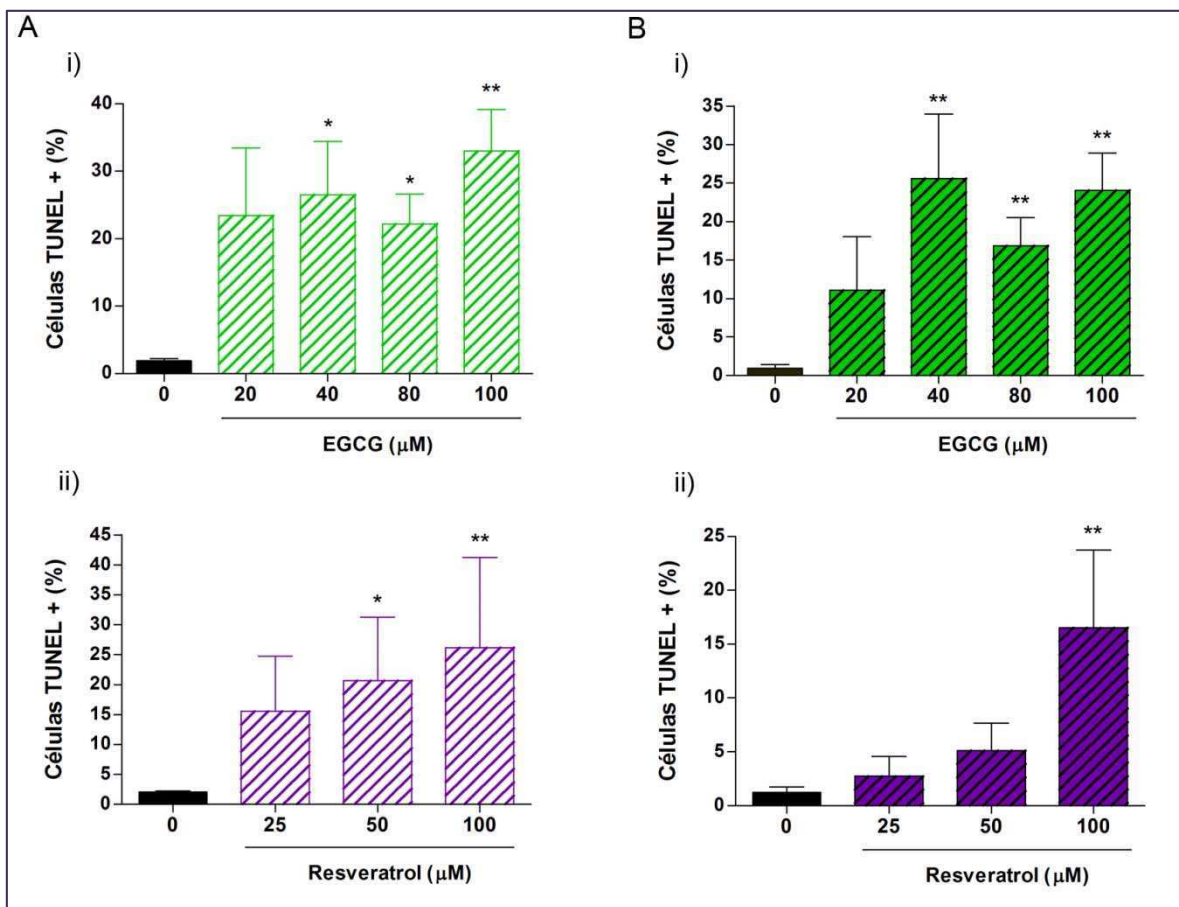 A
i)
Células TUNEL + (%)
40
30
20
10
0
*
*
**
0 20 40 80 100
EGCG (μM)
B
i)
Células TUNEL + (%)
35
30
25
20
15
10
5
0
**
**
**
0 20 40 80 100
EGCG (μM)
ii)
Células TUNEL + (%)
45
40
35
30
25
20
15
10
5
0
*
**
0 25 50 100
Resveratrol (μM)
ii)
Células TUNEL + (%)
25
20
15
10
5
0
**
0 25 50 100
Resveratrol (μM)